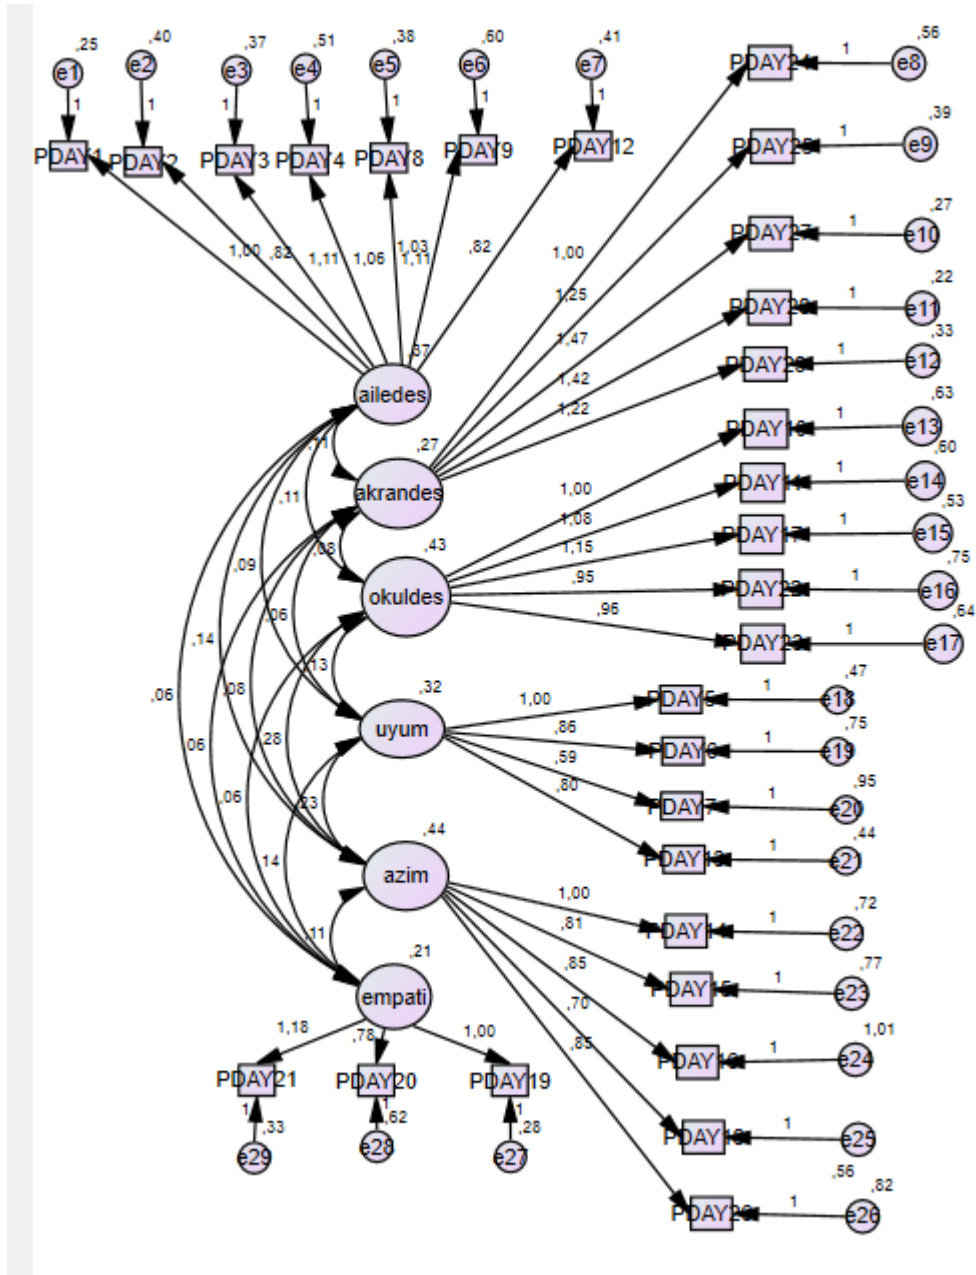 ,25 ,40 ,37 ,51 ,38 ,60 ,41 ,56
e1 e2 e3 e4 e5 e6 e7 1 e8
1 1 1 1 1 1 1
PDAY1 PDAY2 PDAY3 PDAY4 PDAY8 PDAY9 PDAY12 PDAY24
,39
PDAY25 1 e9
,27
PDAY27 1 e10
1,00 ,82 1,11 1,06 1,03 1,11 ,82
1,00 1,25 1,47 1,42 1,22
,22
1 e11
,33
1 e12
,37
ailedes
,63
1 e13
,27
akrandes
,60
1 e14
,11 ,11 ,08
1,00 1,08 1,15 ,95 ,96
,53
PDAY17 1 e15
,43
okuldes
,75
1 e16
,64
1 e17
,09 ,06 ,13
,14 ,08 ,28
,06 06 ,06 ,23
,32
uyum
1,00 ,86 ,59 ,80
,47
PDAY5 1 e18
,75
PDAY6 1 e19
,95
PDAY7 1 e20
,44
1 e21
,44
azim
14
,11
1,00 ,81 ,85 ,70 ,85
,72
PDAY14 1 e22
,77
PDAY15 1 e23
1,01
1 e24
1 e25
,56 ,82
1 e26
,21
empati
1,18 ,78 1,00
PDAY21 PDAY20 PDAY19
1 1 1
,33 ,62 ,28
e29 e28 e27